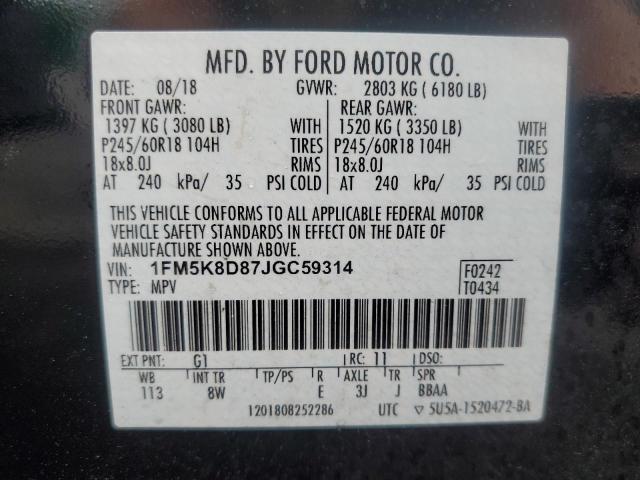 MFD. BY FORD MOTOR CO.
DATE: 08/18 GVWR: 2803 KG ( 6180 LB)
FRONT GAWR: REAR GAWR:
1397 KG ( 3080 LB) WITH 1520 KG ( 3350 LB) WITH
P245/60R18 104H TIRES P245/60R18 104H TIRES
18x8.0J RIMS 18x8.0J RIMS
AT 240 kPa/ 35 PSI COLD AT 240 kPa/ 35 PSI COLD
THIS VEHICLE CONFORMS TO ALL APPLICABLE FEDERAL MOTOR
VEHICLE SAFETY STANDARDS IN EFFECT ON THE DATE OF
MANUFACTURE SHOWN ABOVE.
VIN: 1FM5K8D87JGC59314 F0242
TYPE: MPV T0434
EXT PNT: G1 RC: 11 DSO:
WB INT TR TP/PS R AXLE TR SPR
113 8W E 3J J BBAA
1201808252286 UTC ▽ 5U5A-1520472-BA